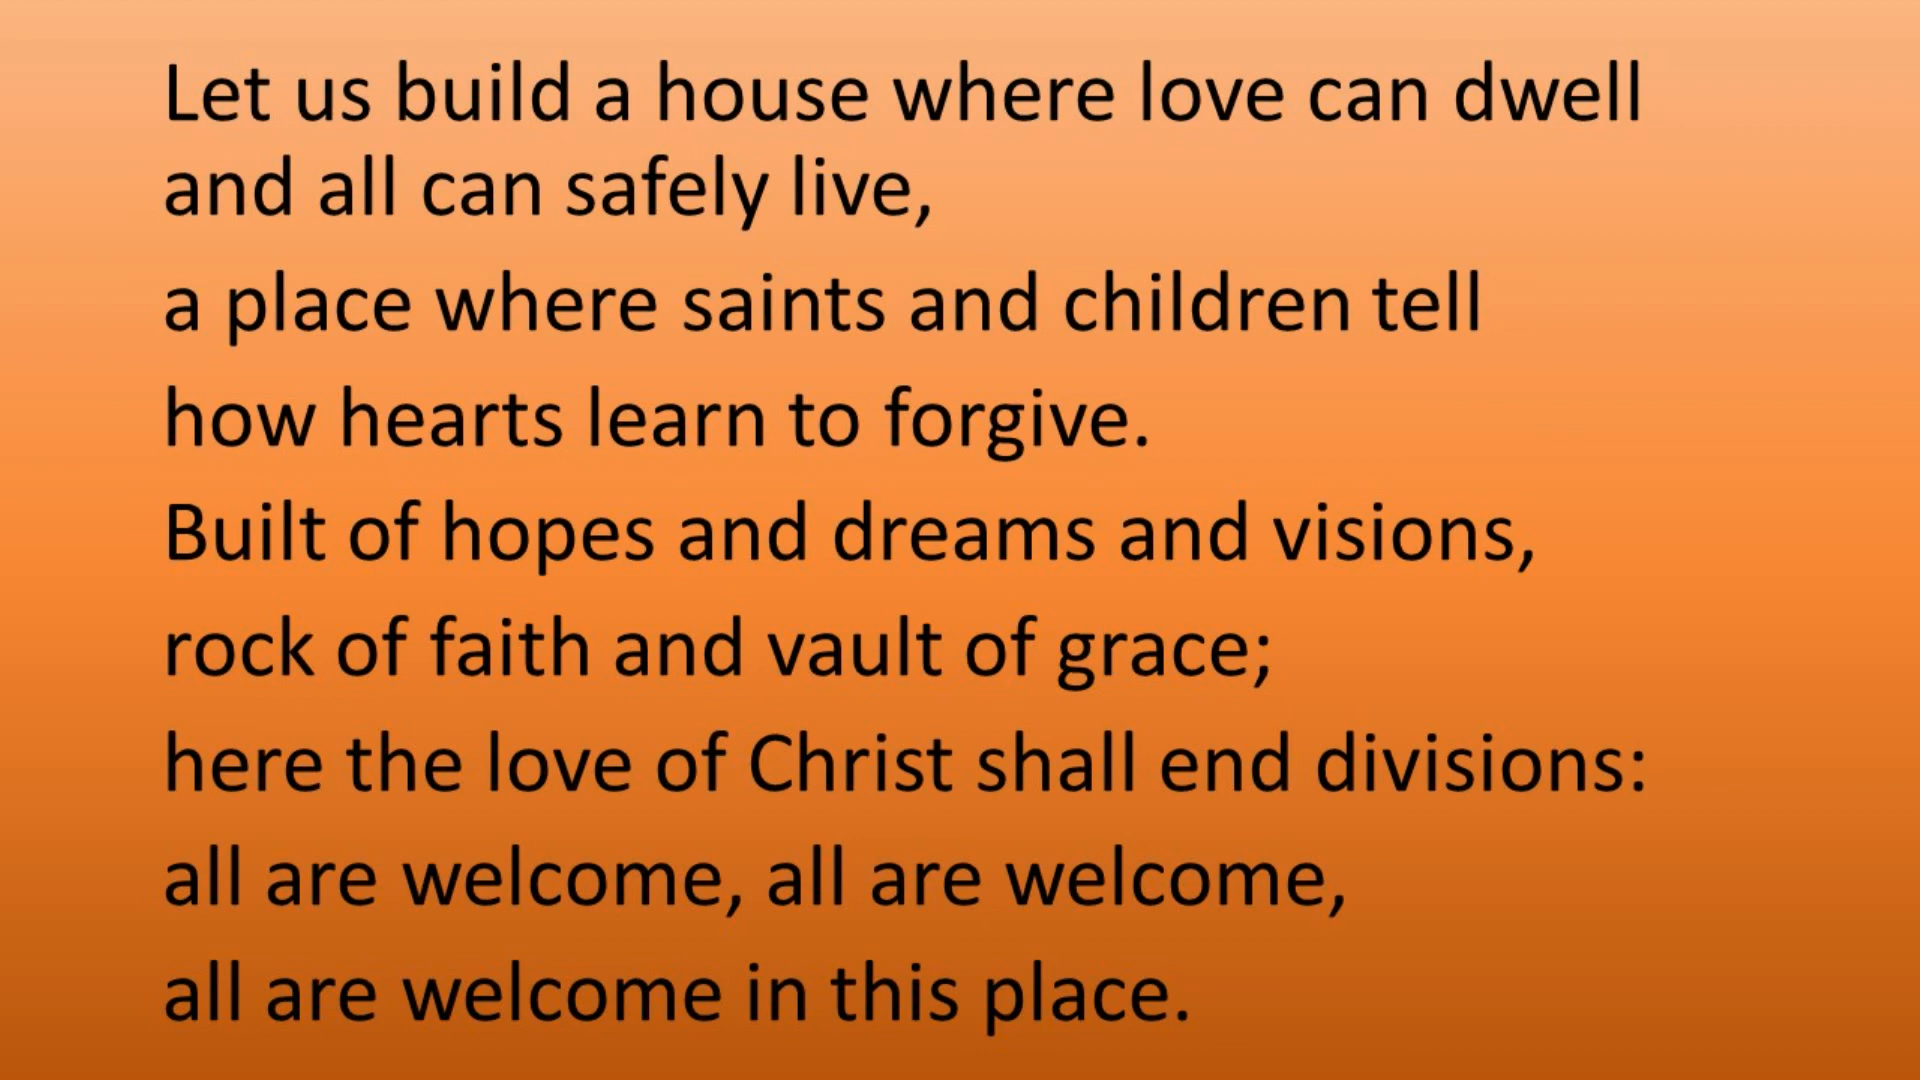 Let us build a house where love can dwell
and all can safely live,
a place where saints and children tell
how hearts learn to forgive.
Built of hopes and dreams and visions,
rock of faith and vault of grace;
here the love of Christ shall end divisions:
all are welcome, all are welcome,
all are welcome in this place.